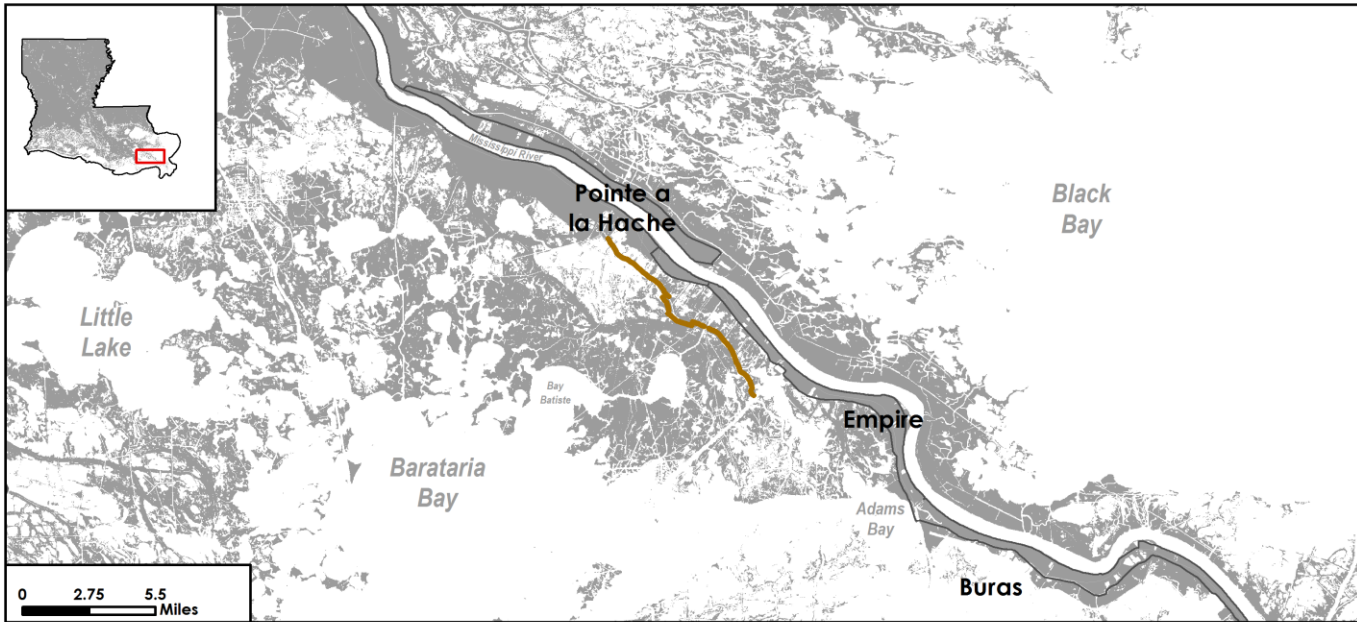 Mississippi River
Pointe a
la Hache
Black
Bay
Little
Lake
Bay
Batiste
Empire
Barataria
Bay
Adams
Bay
Buras
0 2.75 5.5
Miles